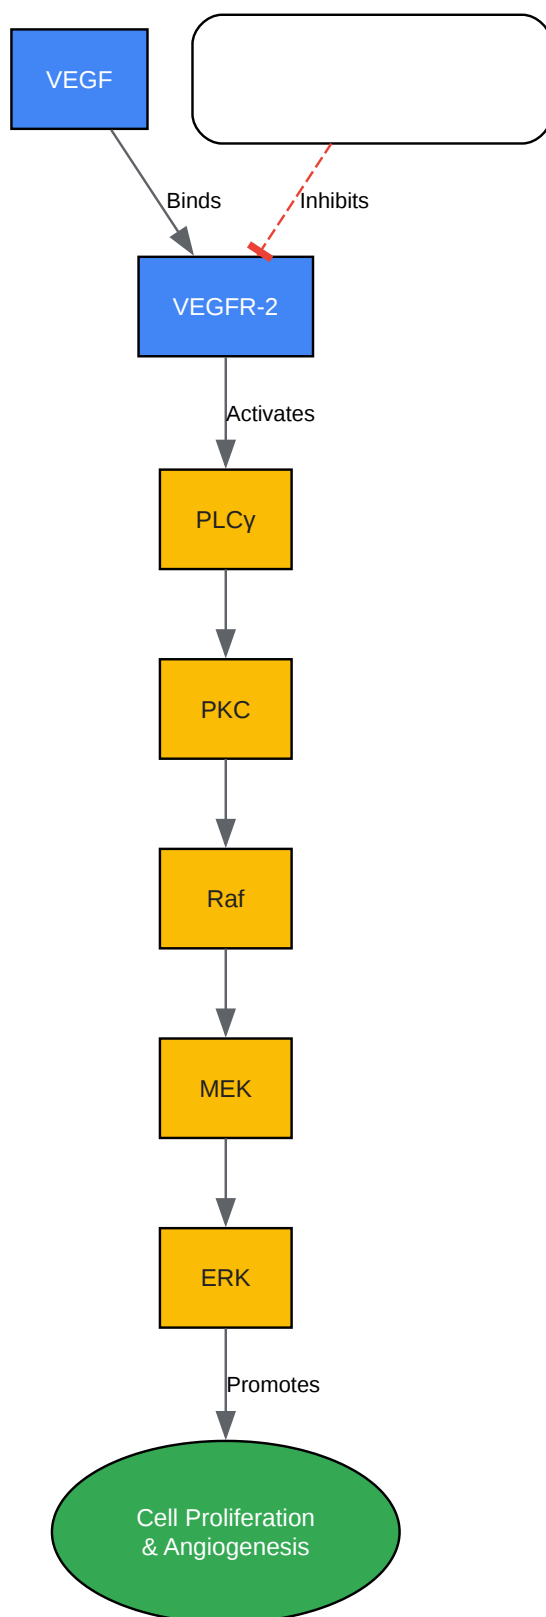 VEGF
Binds
Inhibits
VEGFR-2
Activates
PLCγ
PKC
Raf
MEK
ERK
Promotes
Cell Proliferation
& Angiogenesis